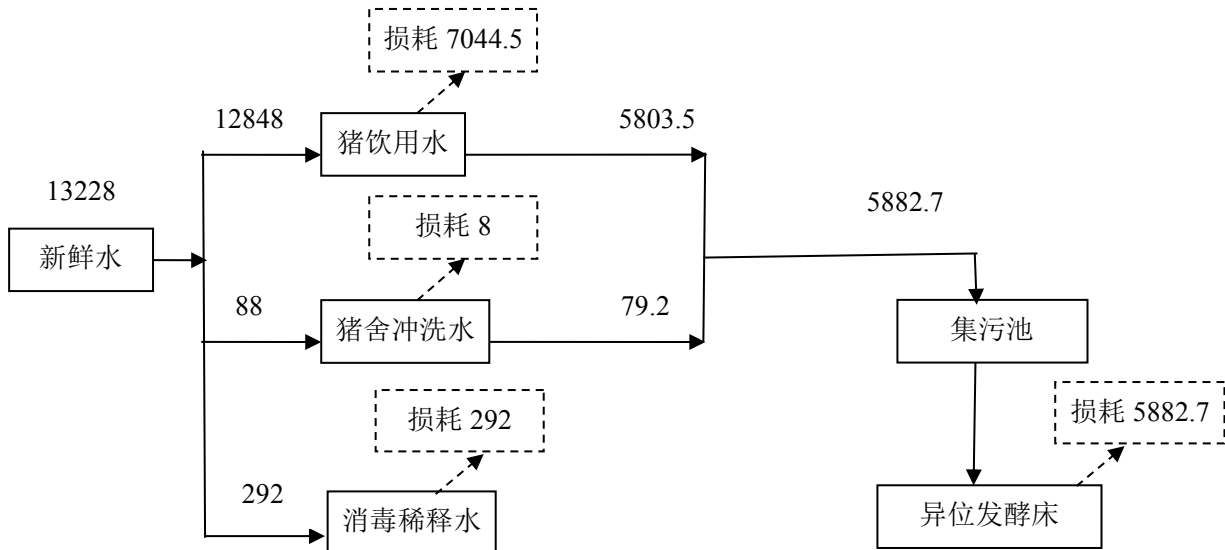 损耗 7044.5
12848
猪饮用水
5803.5
13228
新鲜水
损耗 8
5882.7
88
猪舍冲洗水
79.2
集污池
损耗 292
损耗 5882.7
292
消毒稀释水
异位发酵床